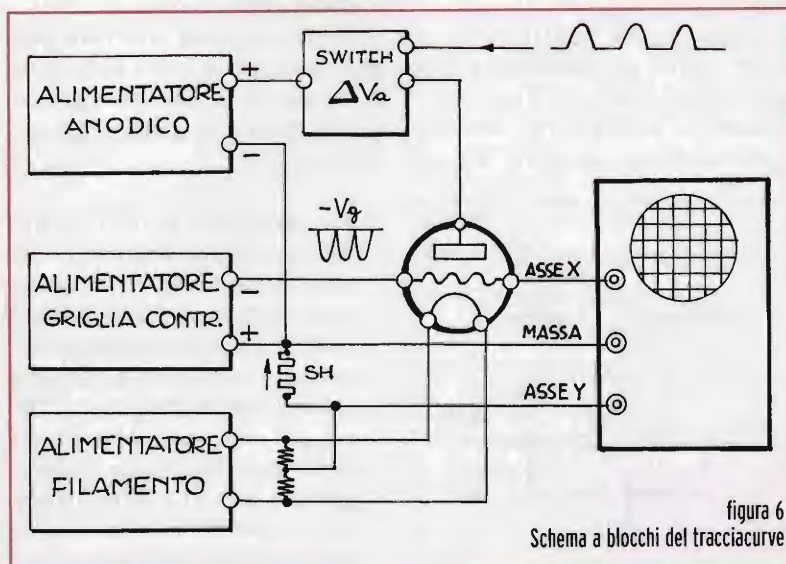 SWITCH
ΔVa
+
ALIMENTATORE
ANODICO
-
-Vg
ALIMENTATORE
GRIGLIA CONTR.
-
+
ASSE X
MASSA
SH
ASSE Y
ALIMENTATORE
FILAMENTO
figura 6
Schema a blocchi del tracciacurve